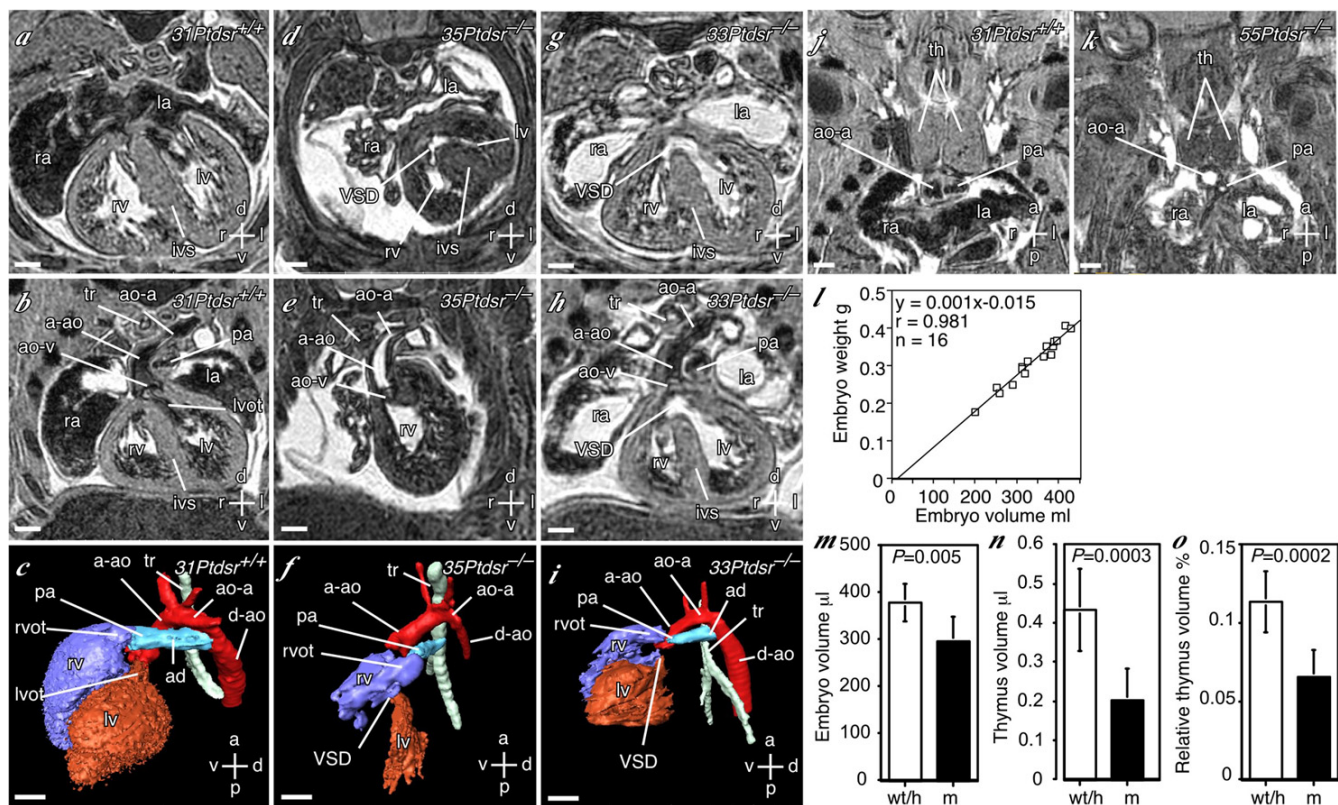 a
31Ptdsr+/+
la
ra
rv
lv
ivs
d
r l
v
d
35Ptdsr−/−
la
lv
ra
VSD
rv
ivs
g
33Ptdsr−/−
la
ra
VSD
lv
rv
ivs
d
r l
v
j
31Ptdsr+/+
th
ao-a
pa
la
ra
a
r l
p
k
55Ptdsr−/−
th
ao-a
pa
ra
la
a
r l
p
b
31Ptdsr+/+
tr
ao-a
a-ao
pa
ao-v
la
ra
lvot
rv
lv
ivs
d
r l
v
e
35Ptdsr−/−
tr
ao-a
a-ao
ao-v
rv
h
33Ptdsr−/−
ao-a
tr
a-ao
pa
ao-v
la
ra
VSD
lv
rv
ivs
d
r l
v
l
y = 0.001x-0.015
r = 0.981
n = 16
Embryo weight g
0.5
0.4
0.3
0.2
0.1
0
0 100 200 300 400
Embryo volume ml
c
31Ptdsr+/+
tr
a-ao
ao-a
pa
d-ao
rvot
rv
lvot
ad
lv
a
v d
p
f
35Ptdsr−/−
tr
a-ao
ao-a
pa
d-ao
rvot
rv
VSD
lv
a
v d
p
i
33Ptdsr−/−
ao-a
a-ao
ad
pa
tr
rvot
rv
d-ao
lv
VSD
a
v d
p
m
P=0.005
Embryo volume µl
500
400
300
200
100
0
wt/h m
n
P=0.0003
Thymus volume µl
0.6
0.5
0.4
0.3
0.2
0.1
0
wt/h m
o
P=0.0002
Relative thymus volume %
0.15
0.10
0.05
0
wt/h m